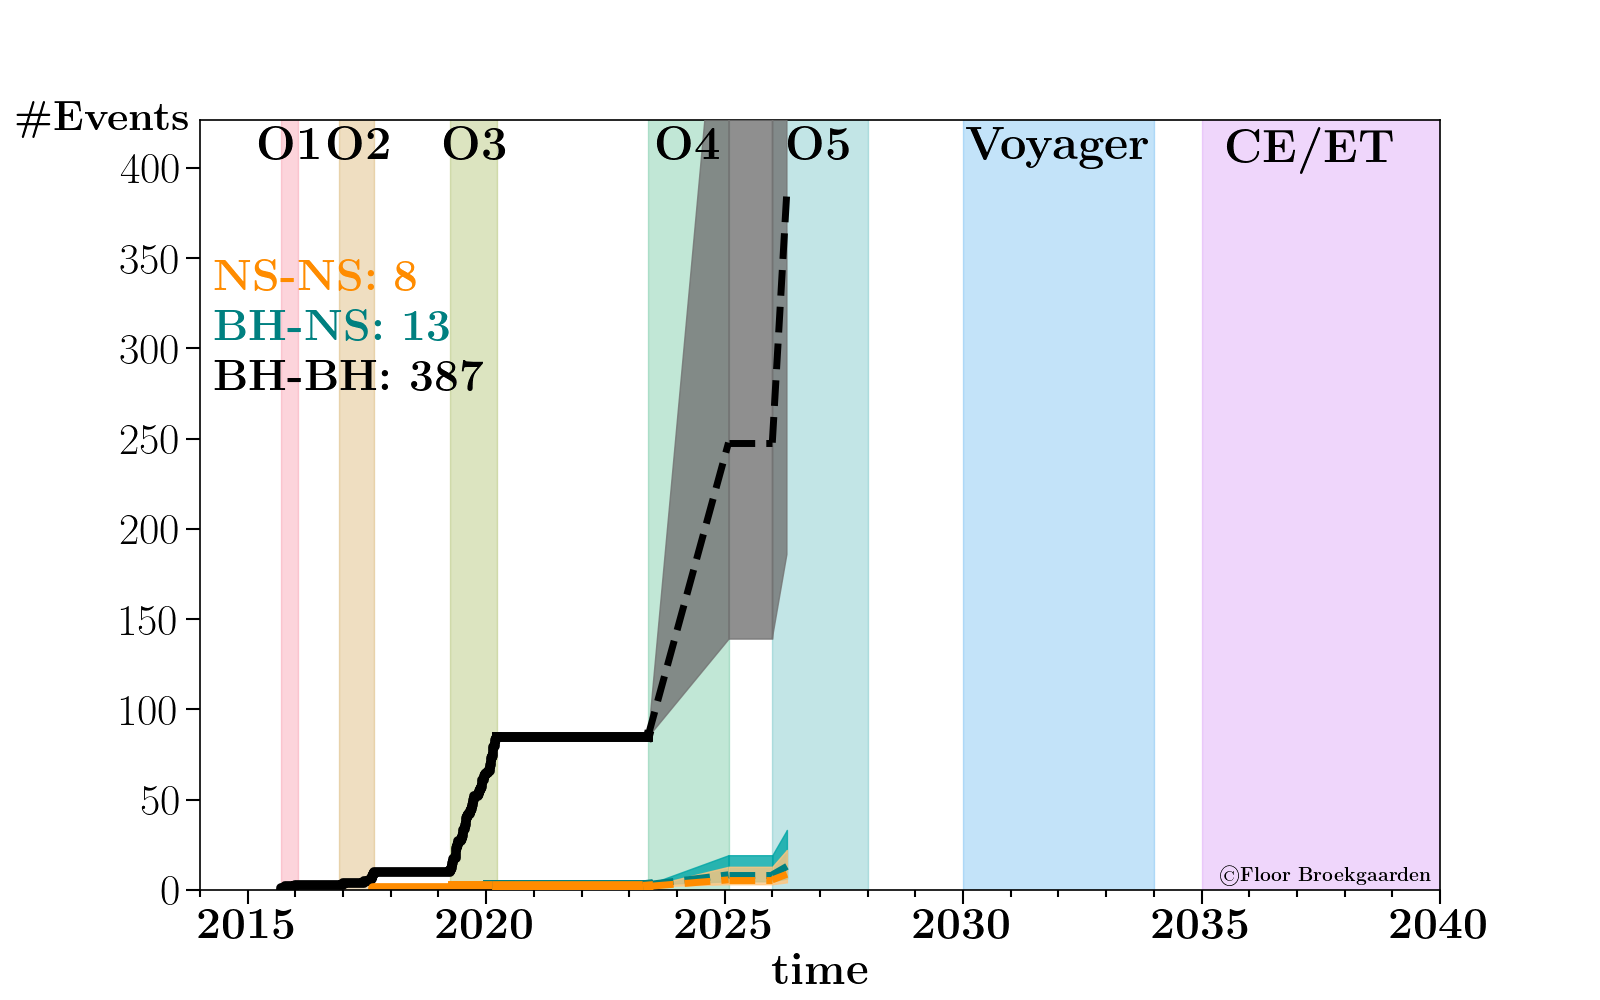 #Events
O1 O2 O3 O4 O5 Voyager CE/ET
400
350
NS-NS: 8
BH-NS: 13
300
BH-BH: 387
250
200
150
100
50
©Floor Broekgaarden
0
2015 2020 2025 2030 2035 2040
time